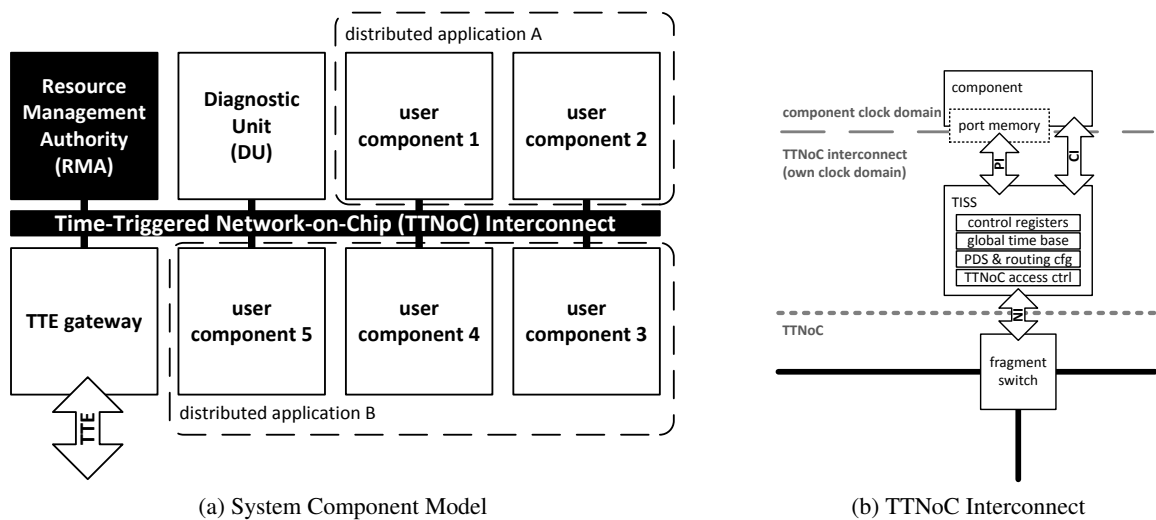 distributed application A
Resource
Management
Authority
(RMA)
Diagnostic
Unit
(DU)
user
component 1
user
component 2
Time-Triggered Network-on-Chip (TTNoC) Interconnect
TTE gateway
user
component 5
user
component 4
user
component 3
distributed application B
TTE
(a) System Component Model
component
component clock domain
port memory
TTNoC interconnect
(own clock domain)
PI
CI
TISS
control registers
global time base
PDS & routing cfg
TTNoC access ctrl
NI
TTNoC
fragment
switch
(b) TTNoC Interconnect